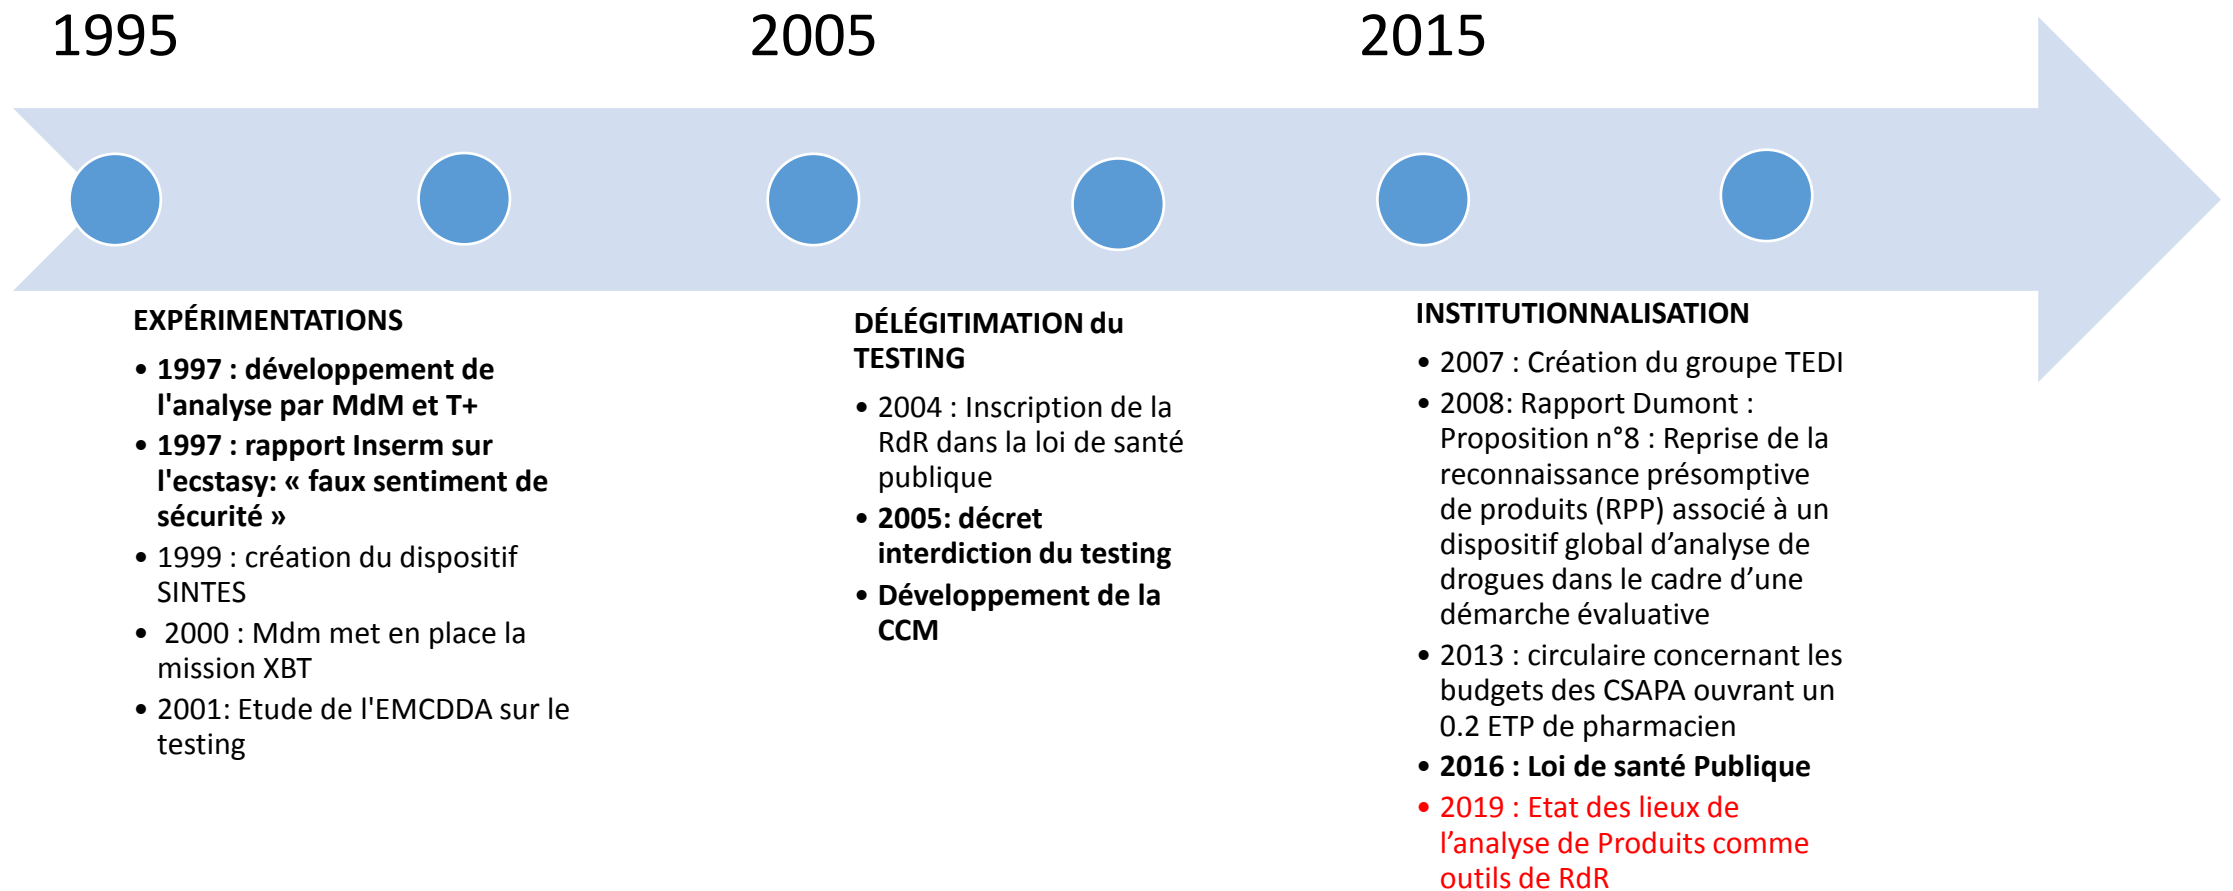 1995
2005
2015
EXPÉRIMENTATIONS
• 1997 : développement de
l'analyse par MdM et T+
• 1997 : rapport Inserm sur
l'ecstasy: « faux sentiment de
sécurité »
• 1999 : création du dispositif
SINTES
• 2000 : Mdm met en place la
mission XBT
• 2001: Etude de l'EMCDDA sur le
testing
DÉLÉGITIMATION du
TESTING
• 2004 : Inscription de la
RdR dans la loi de santé
publique
• 2005: décret
interdiction du testing
• Développement de la
CCM
INSTITUTIONNALISATION
• 2007 : Création du groupe TEDI
• 2008: Rapport Dumont :
Proposition n°8 : Reprise de la
reconnaissance présomptive
de produits (RPP) associé à un
dispositif global d’analyse de
drogues dans le cadre d’une
démarche évaluative
• 2013 : circulaire concernant les
budgets des CSAPA ouvrant un
0.2 ETP de pharmacien
• 2016 : Loi de santé Publique
• 2019 : Etat des lieux de
l’analyse de Produits comme
outils de RdR